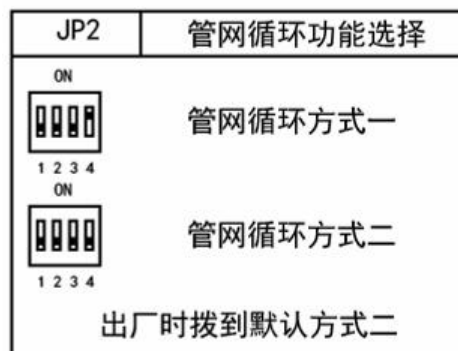 JP2 管网循环功能选择
ON
管网循环方式一
1 2 3 4
ON
管网循环方式二
1 2 3 4
出厂时拨到默认方式二